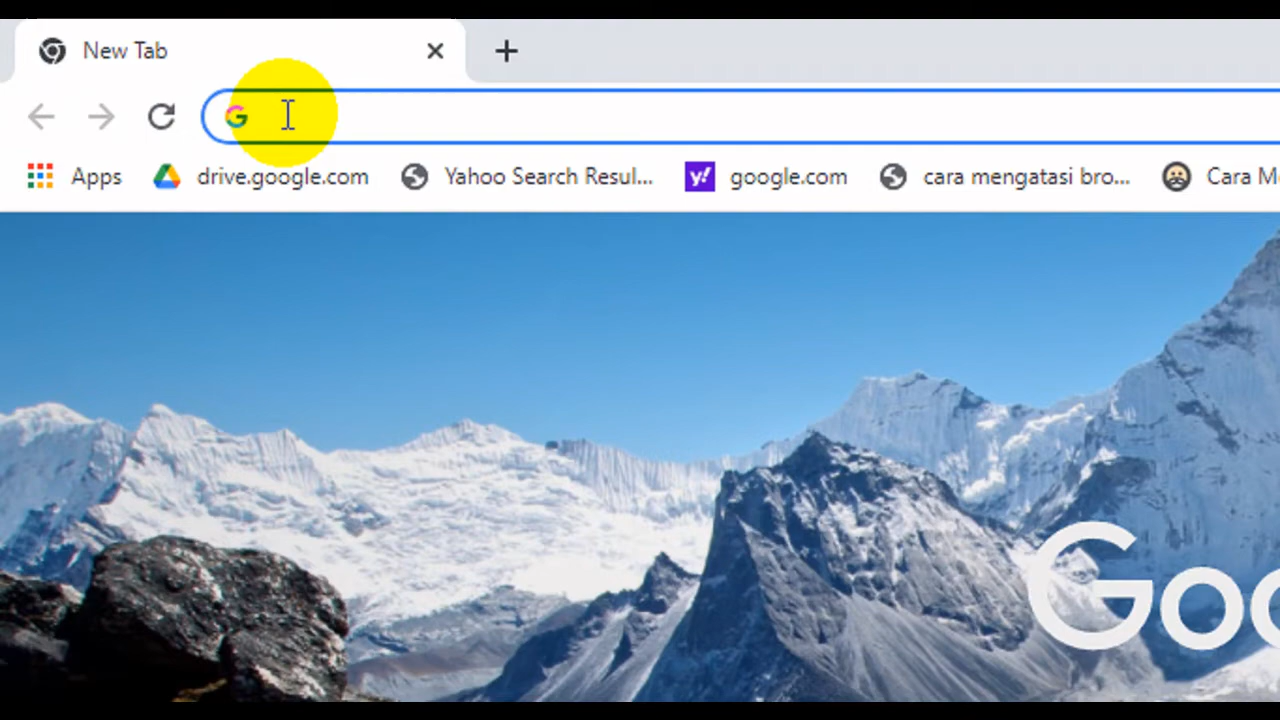 New Tab
Apps drive.google.com Yahoo Search Resul... google.com cara mengatasi bro... Cara M
Goo